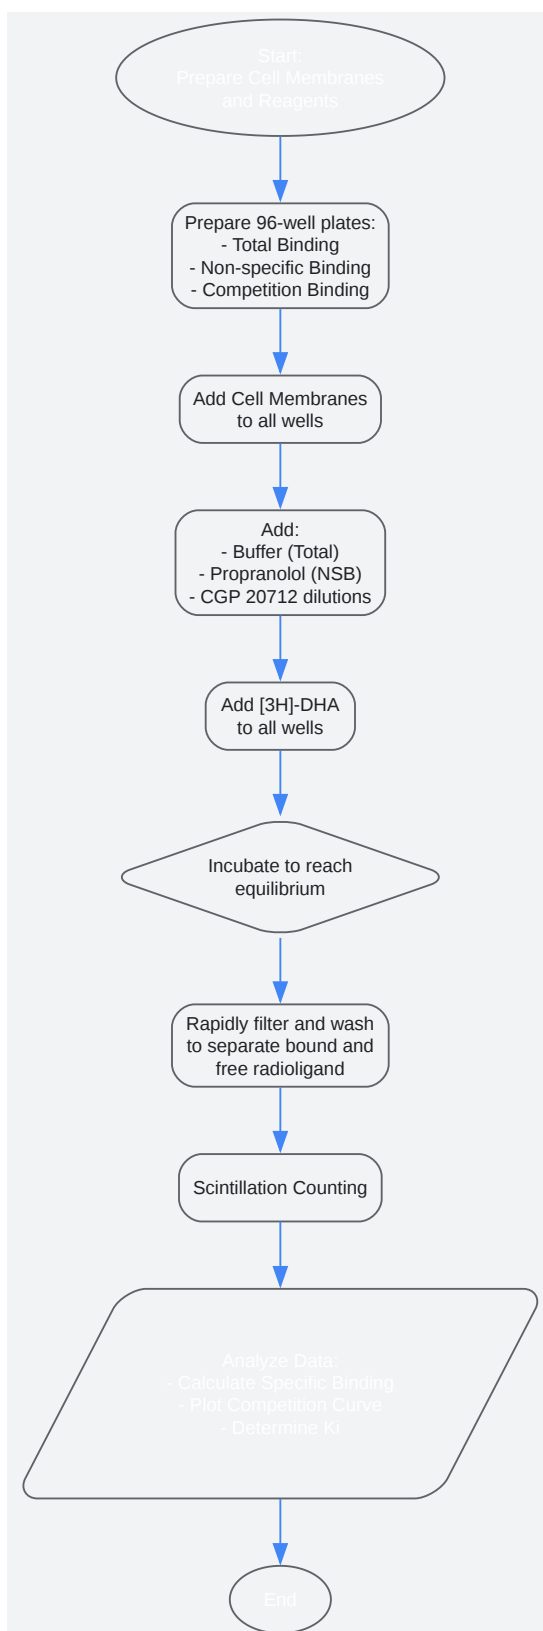 Start:
Prepare Cell Membranes
and Reagents
Prepare 96-well plates:
- Total Binding
- Non-specific Binding
- Competition Binding
Add Cell Membranes
to all wells
Add:
- Buffer (Total)
- Propranolol (NSB)
- CGP 20712 dilutions
Add [3H]-DHA
to all wells
Incubate to reach
equilibrium
Rapidly filter and wash
to separate bound and
free radioligand
Scintillation Counting
Analyze Data:
- Calculate Specific Binding
- Plot Competition Curve
- Determine Ki
End